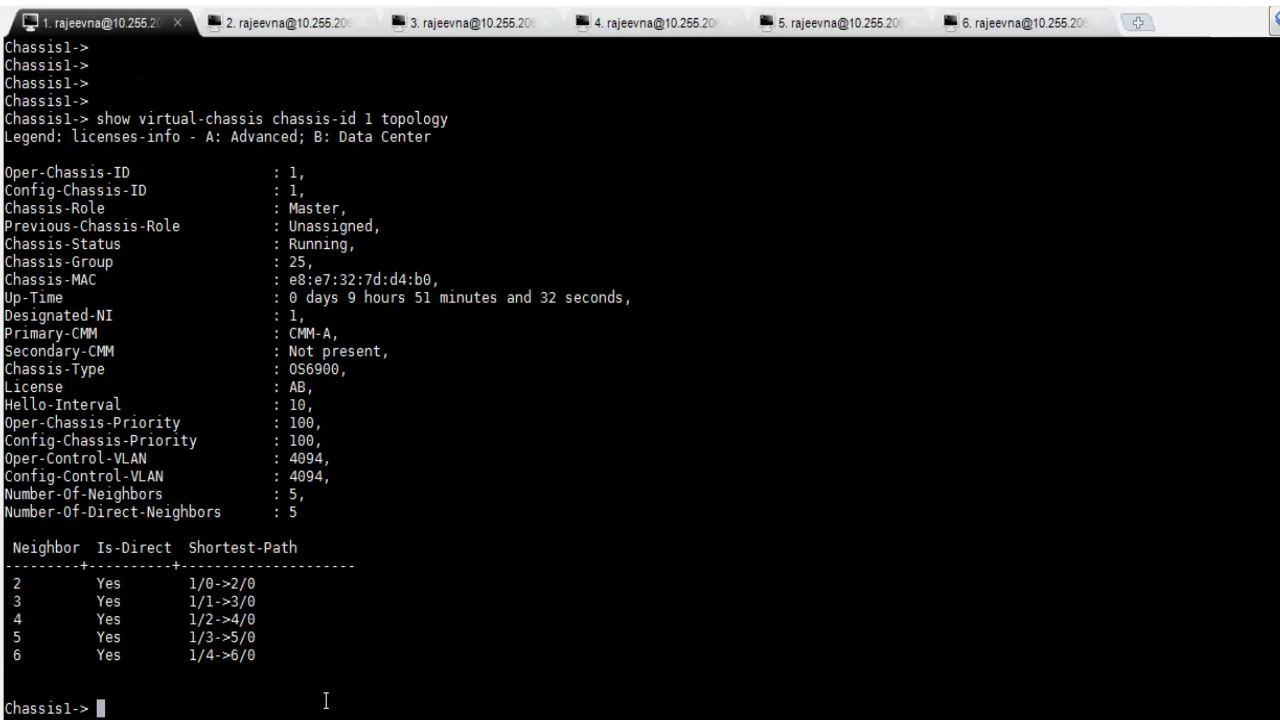 1. rajeevna@10.255.20
2. rajeevna@10.255.206
3. rajeevna@10.255.206
4. rajeevna@10.255.206
5. rajeevna@10.255.206
6. rajeevna@10.255.206
Chassis1->
Chassis1->
Chassis1->
Chassis1->
Chassis1-> show virtual-chassis chassis-id 1 topology
Legend: licenses-info - A: Advanced; B: Data Center
Oper-Chassis-ID : 1,
Config-Chassis-ID : 1,
Chassis-Role : Master,
Previous-Chassis-Role : Unassigned,
Chassis-Status : Running,
Chassis-Group : 25,
Chassis-MAC : e8:e7:32:7d:d4:b0,
Up-Time : 0 days 9 hours 51 minutes and 32 seconds,
Designated-NI : 1,
Primary-CMM : CMM-A,
Secondary-CMM : Not present,
Chassis-Type : OS6900,
License : AB,
Hello-Interval : 10,
Oper-Chassis-Priority : 100,
Config-Chassis-Priority : 100,
Oper-Control-VLAN : 4094,
Config-Control-VLAN : 4094,
Number-Of-Neighbors : 5,
Number-Of-Direct-Neighbors : 5
Neighbor Is-Direct Shortest-Path
---------+----------+---------------------
2 Yes 1/0->2/0
3 Yes 1/1->3/0
4 Yes 1/2->4/0
5 Yes 1/3->5/0
6 Yes 1/4->6/0
Chassis1->